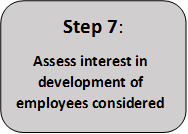 Step 7:
Assess interest in
development of
employees considered